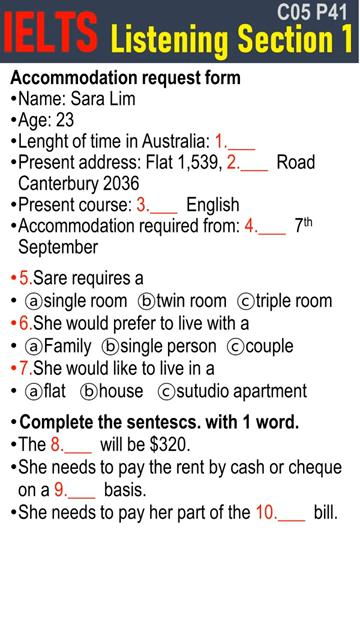 C05 P41
IELTS Listening Section 1
Accommodation request form
•Name: Sara Lim
•Age: 23
•Lenght of time in Australia: 1.___
•Present address: Flat 1,539, 2.___ Road
Canterbury 2036
•Present course: 3.___ English
•Accommodation required from: 4.___ 7th
September
•5.Sare requires a
• ⓐsingle room ⓑtwin room ⓒtriple room
•6.She would prefer to live with a
• ⓐFamily ⓑsingle person ⓒcouple
•7.She would like to live in a
• ⓐflat ⓑhouse ⓒsutudio apartment
•Complete the sentescs. with 1 word.
•The 8.___ will be $320.
•She needs to pay the rent by cash or cheque
on a 9.___ basis.
•She needs to pay her part of the 10.___ bill.